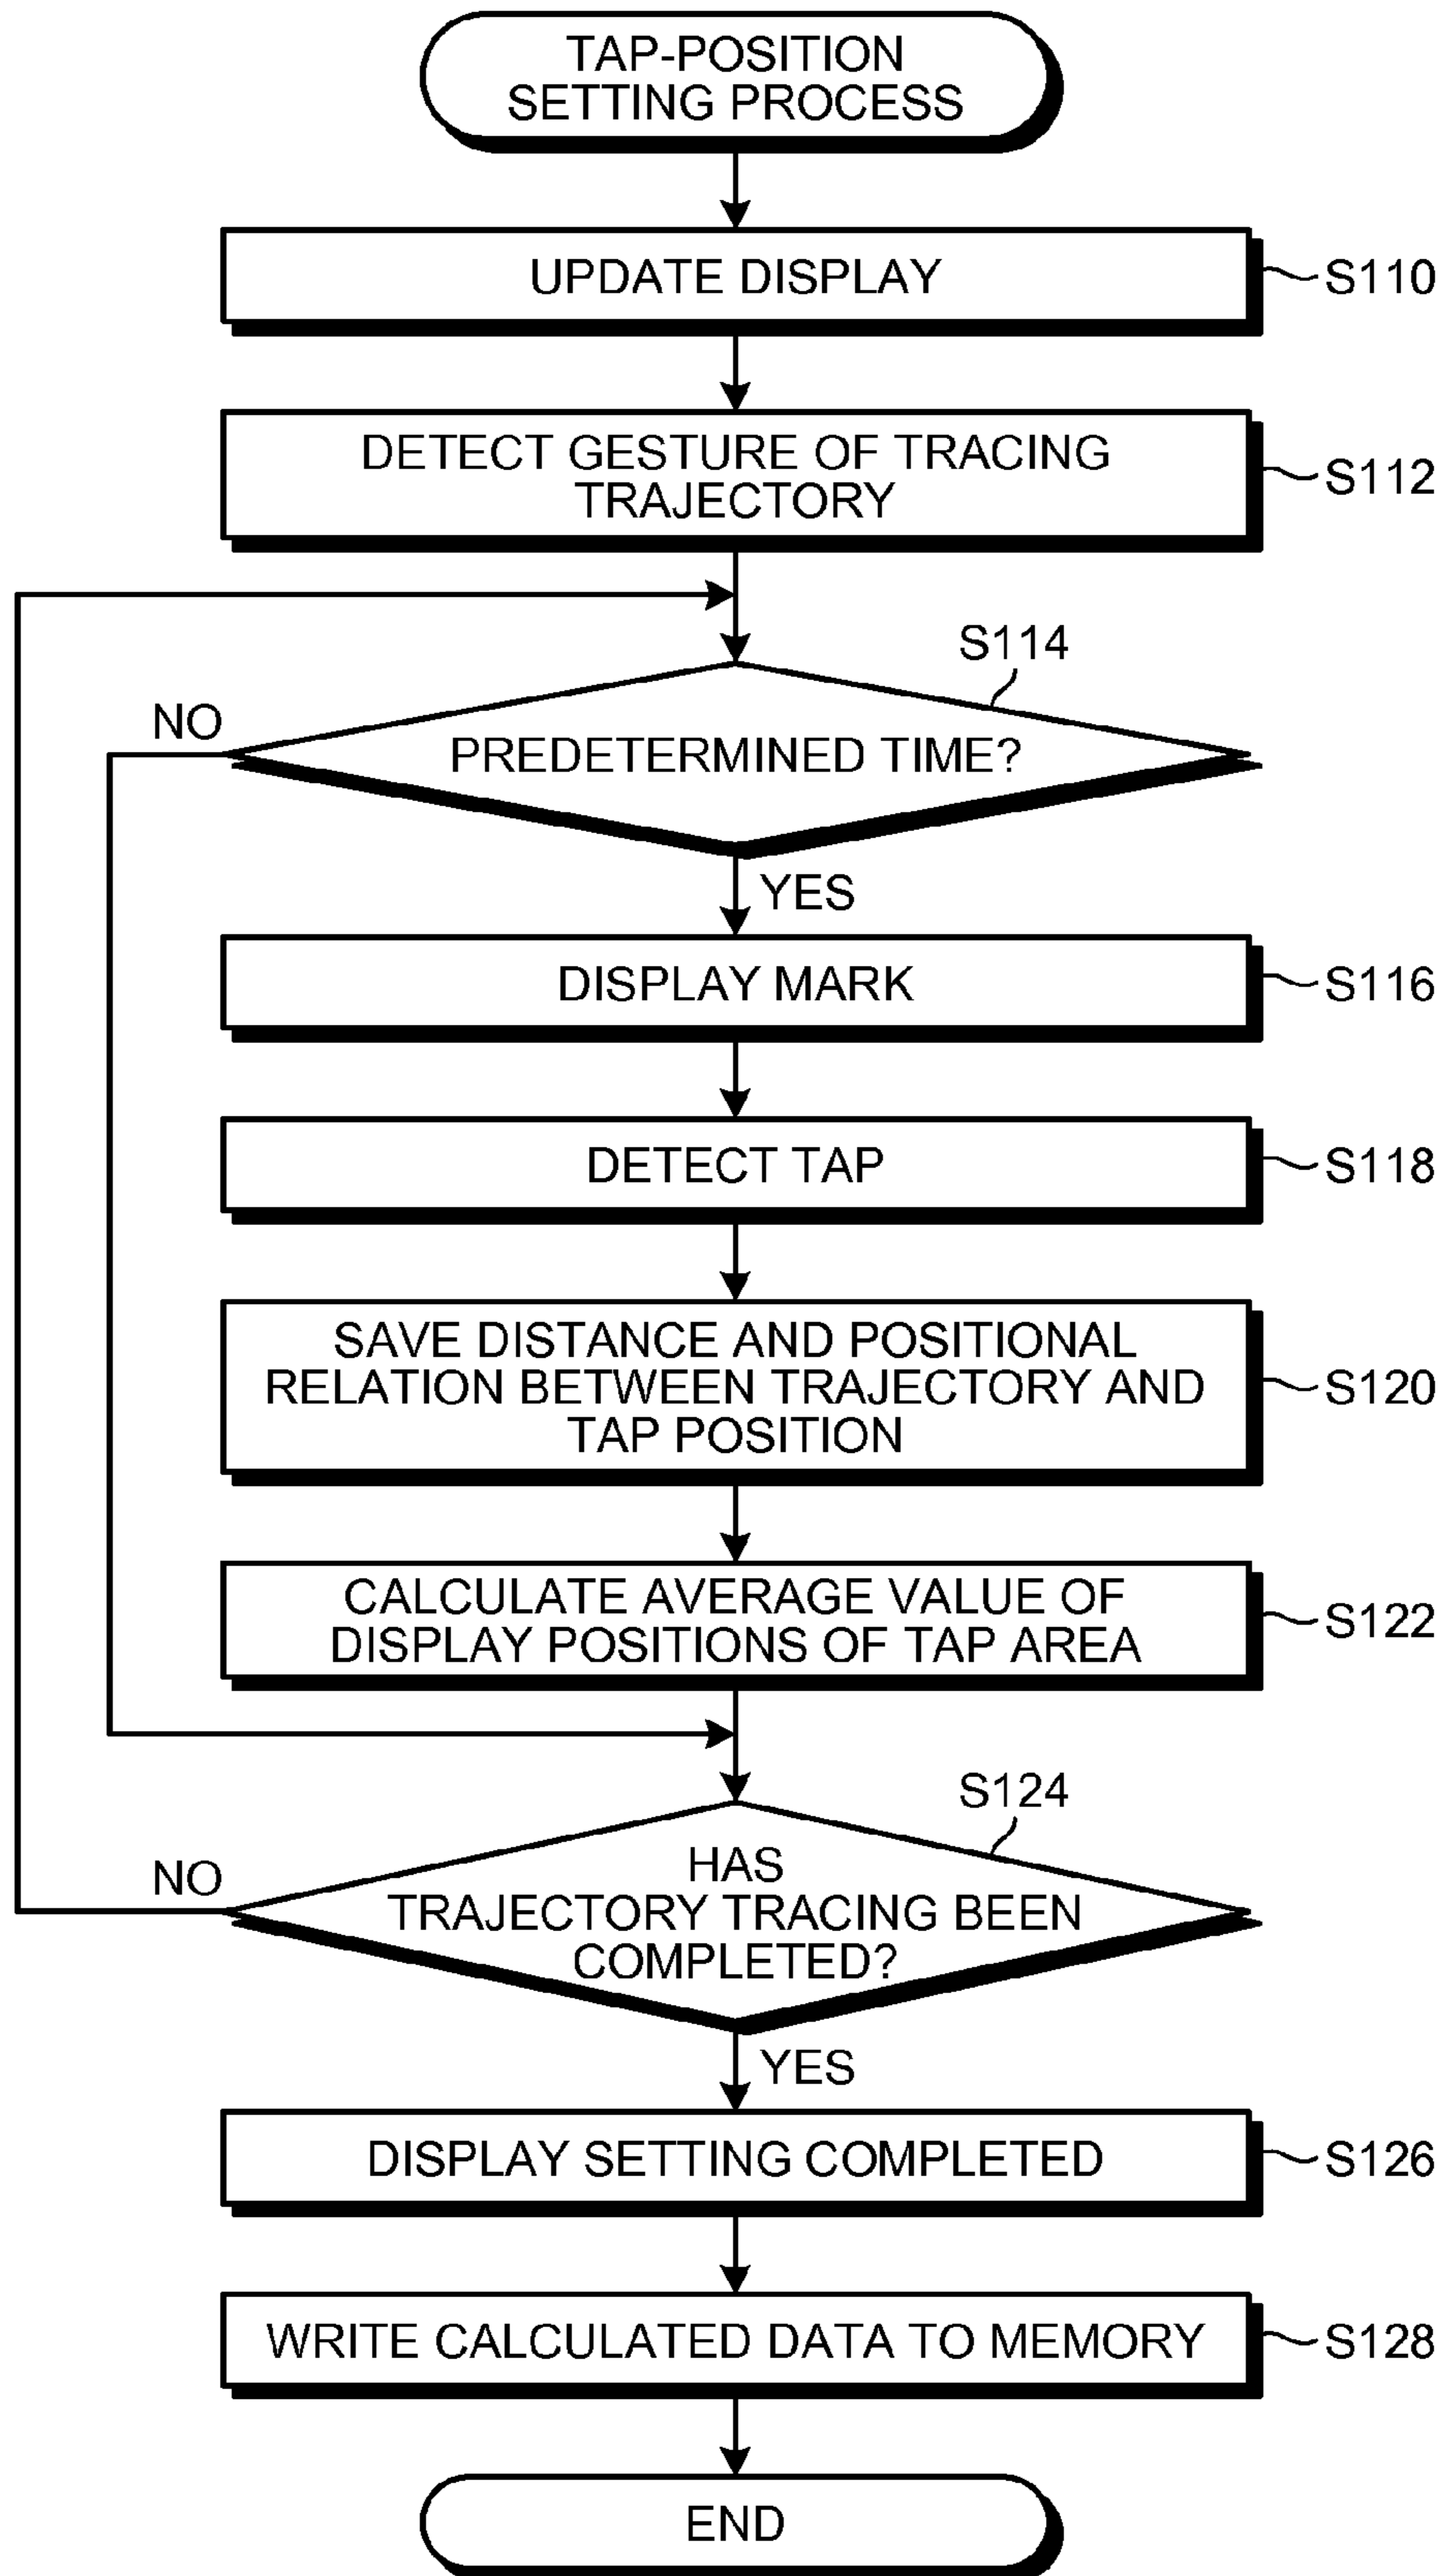 TAP-POSITION
SETTING PROCESS
UPDATE DISPLAY
S110
DETECT GESTURE OF TRACING
TRAJECTORY
S112
S114
NO
PREDETERMINED TIME?
YES
DISPLAY MARK
S116
DETECT TAP
S118
SAVE DISTANCE AND POSITIONAL
RELATION BETWEEN TRAJECTORY AND
TAP POSITION
S120
CALCULATE AVERAGE VALUE OF
DISPLAY POSITIONS OF TAP AREA
S122
S124
NO
HAS
TRAJECTORY TRACING BEEN
COMPLETED?
YES
DISPLAY SETTING COMPLETED
S126
WRITE CALCULATED DATA TO MEMORY
S128
END